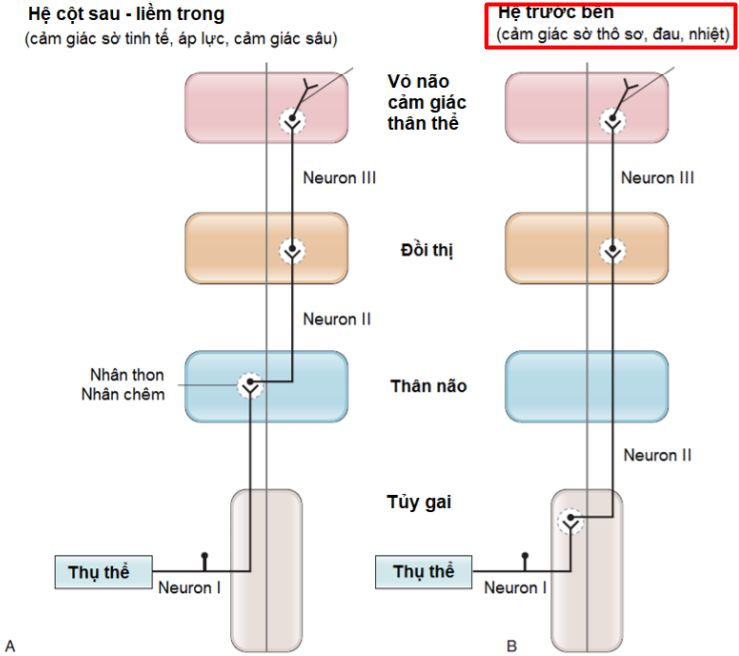 Hệ cột sau - liềm trong
(cảm giác sờ tinh tế, áp lực, cảm giác sâu)
Hệ trước bên
(cảm giác sờ thô sơ, đau, nhiệt)
Vỏ não
cảm giác
thân thể
Neuron III
Neuron III
Đồi thị
Neuron II
Nhân thon
Nhân chêm
Thân não
Neuron II
Tủy gai
Thụ thể
Neuron I
Thụ thể
Neuron I
A
B